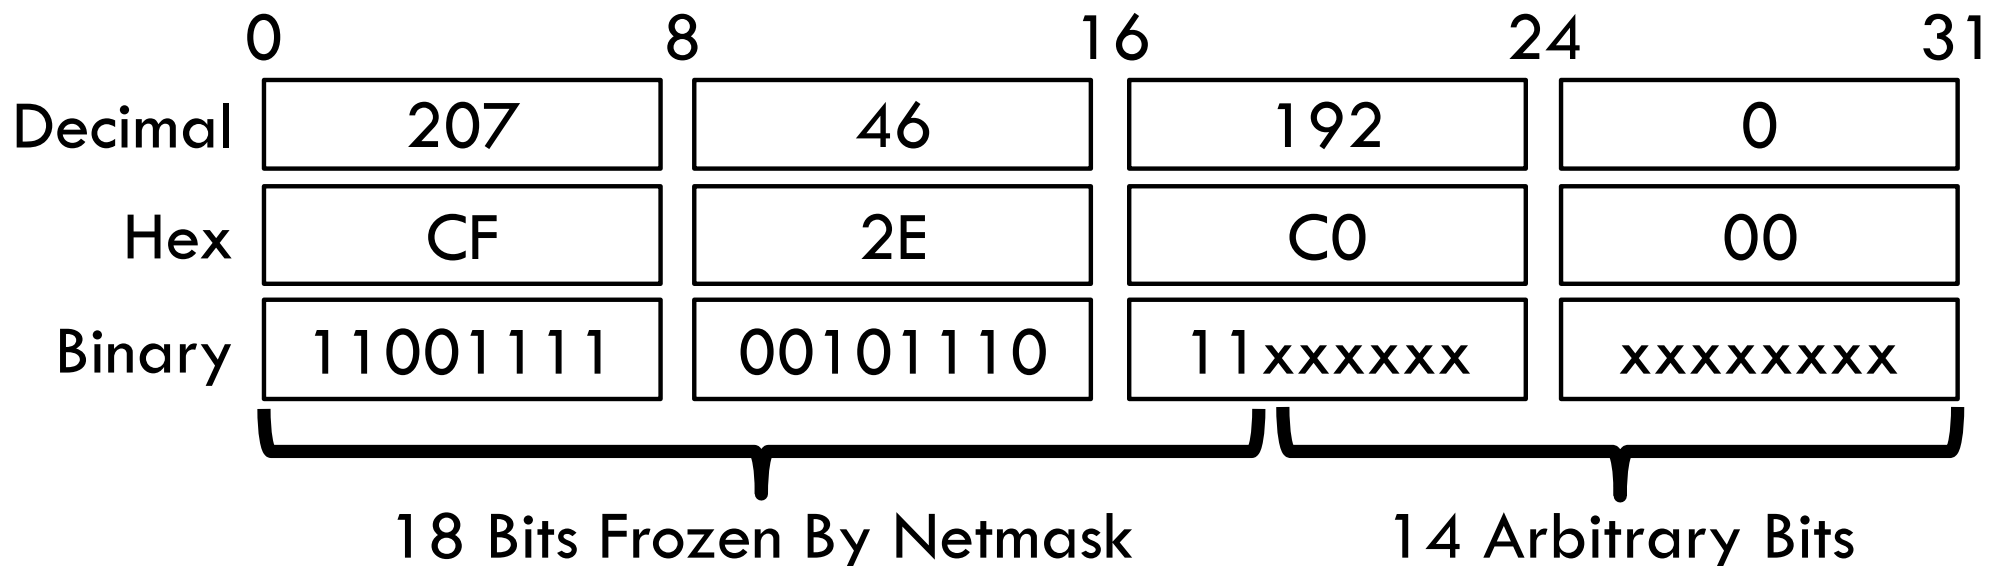 0 8 16 24 31
Decimal 207 46 192 0
Hex CF 2E C0 00
Binary 11001111 00101110 11xxxxxx xxxxxxxx
18 Bits Frozen By Netmask 14 Arbitrary Bits